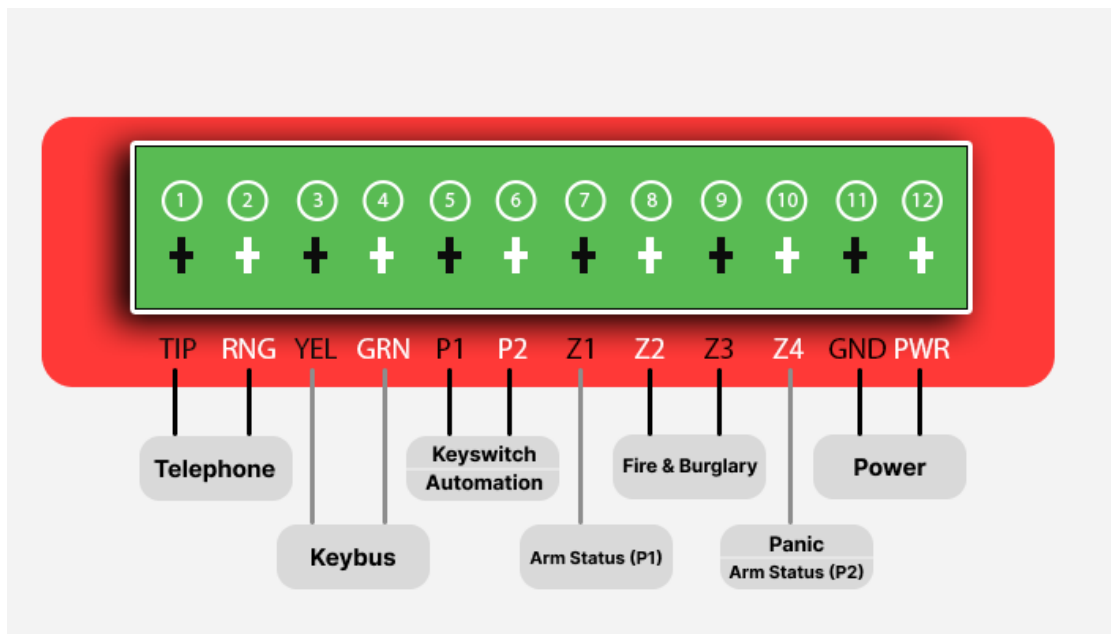 1 2 3 4 5 6 7 8 9 10 11 12
TIP RNG YEL GRN P1 P2 Z1 Z2 Z3 Z4 GND PWR
Telephone
Keyswitch
Automation
Fire & Burglary
Power
Keybus
Arm Status (P1)
Panic
Arm Status (P2)